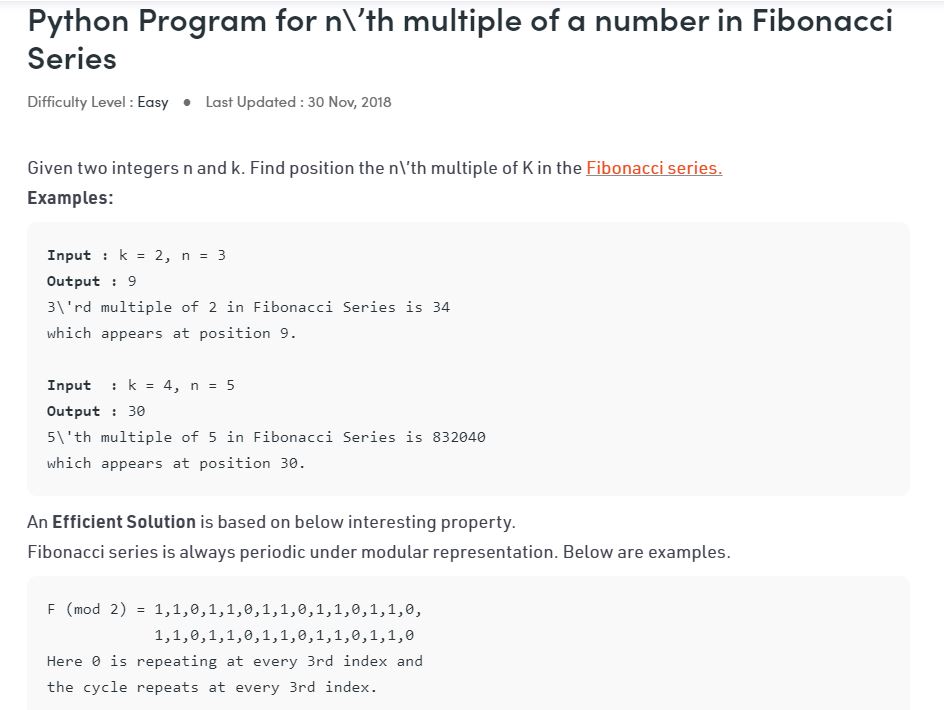 Python Program for n\'th multiple of a number in Fibonacci
Series
Difficulty Level : Easy ● Last Updated : 30 Nov, 2018
Given two integers n and k. Find position the n\'th multiple of K in the Fibonacci series.
Examples:
Input : k = 2, n = 3
Output : 9
3\'rd multiple of 2 in Fibonacci Series is 34
which appears at position 9.
Input  : k = 4, n = 5
Output : 30
5\'th multiple of 5 in Fibonacci Series is 832040
which appears at position 30.
An Efficient Solution is based on below interesting property.
Fibonacci series is always periodic under modular representation. Below are examples.
F (mod 2) = 1,1,0,1,1,0,1,1,0,1,1,0,1,1,0,
1,1,0,1,1,0,1,1,0,1,1,0,1,1,0
Here 0 is repeating at every 3rd index and
the cycle repeats at every 3rd index.